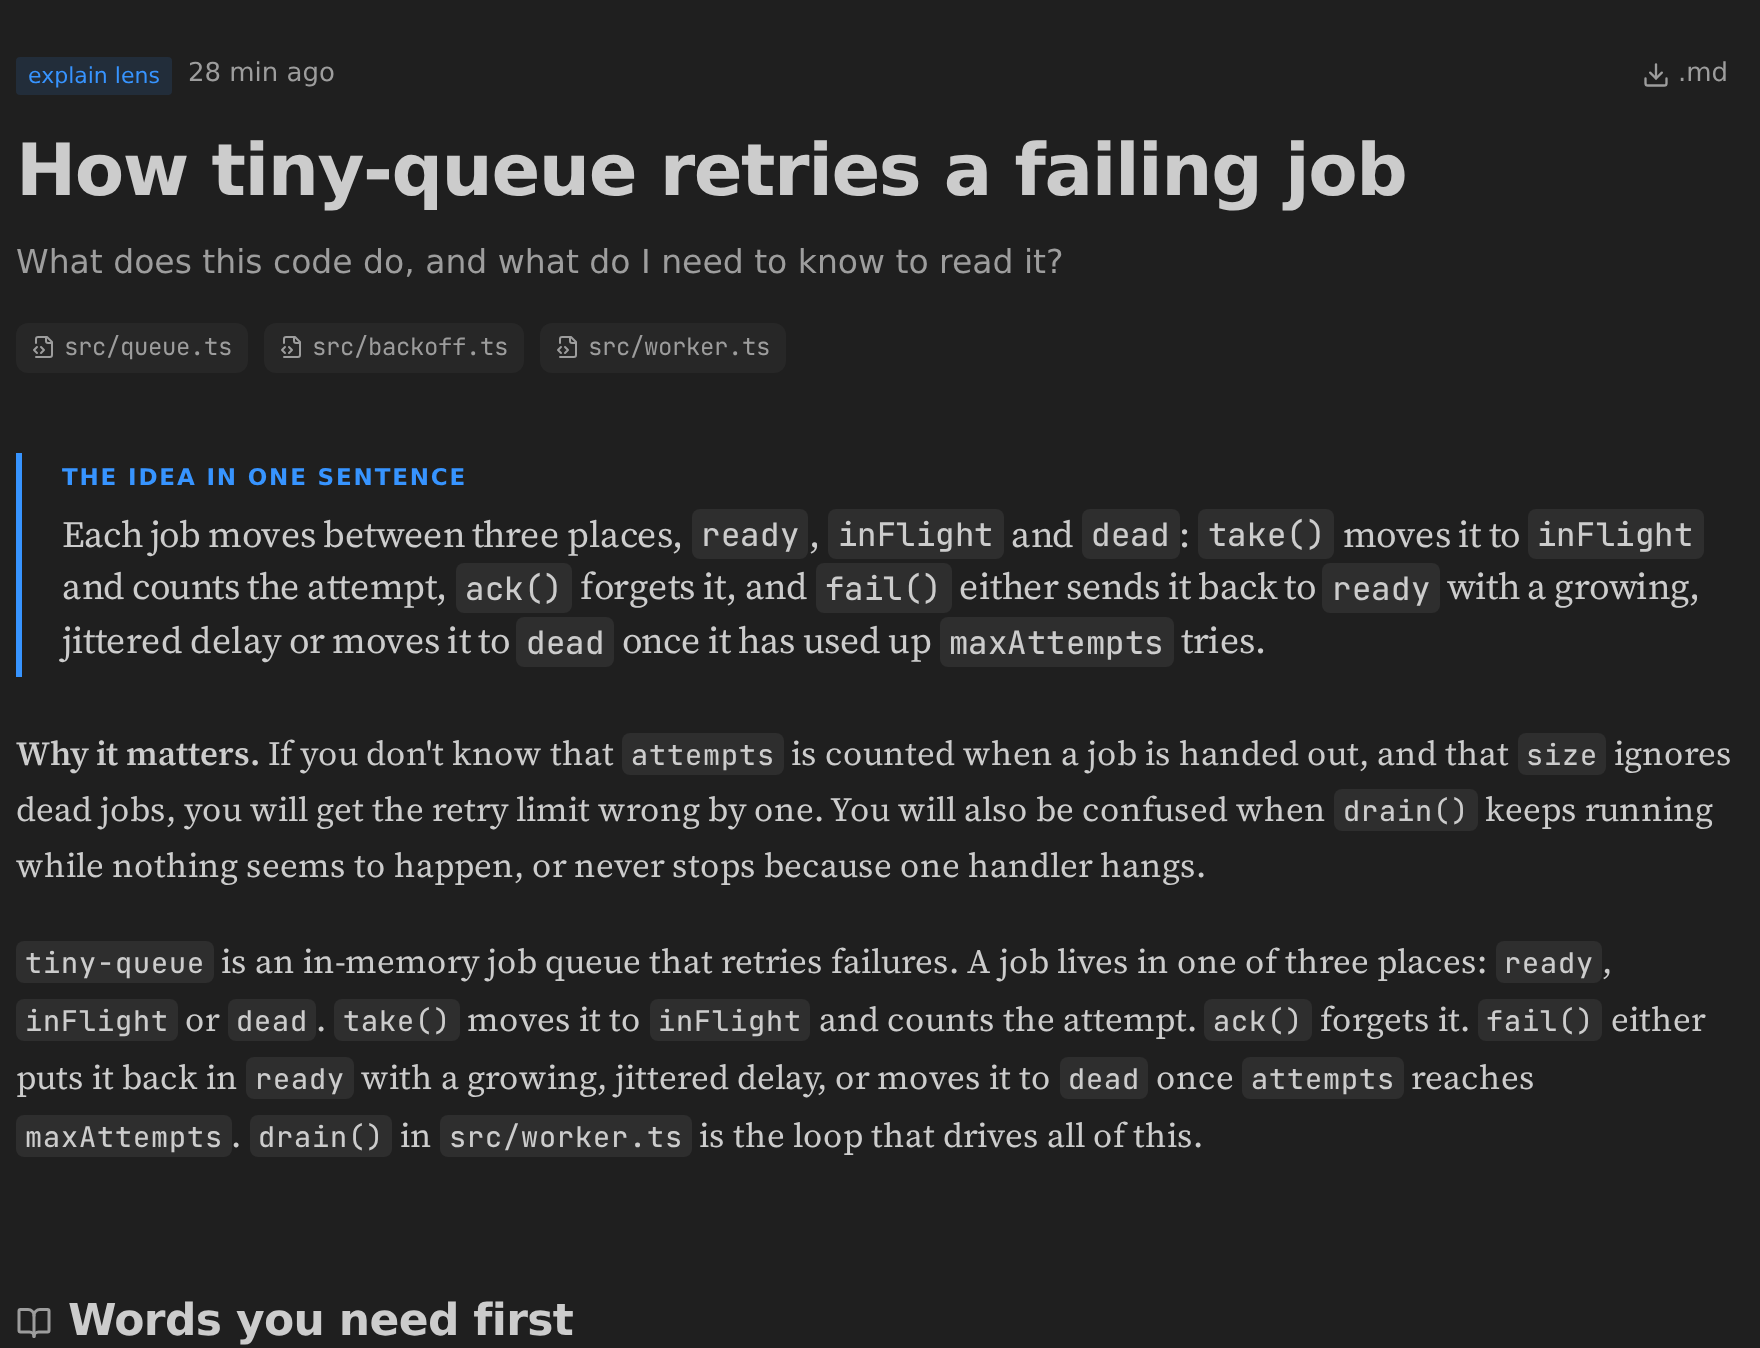 explain lens 28 min ago .md
How tiny-queue retries a failing job
What does this code do, and what do I need to know to read it?
src/queue.ts src/backoff.ts src/worker.ts
THE IDEA IN ONE SENTENCE
Each job moves between three places, ready, inFlight and dead: take() moves it to inFlight
and counts the attempt, ack() forgets it, and fail() either sends it back to ready with a growing,
jittered delay or moves it to dead once it has used up maxAttempts tries.
Why it matters. If you don't know that attempts is counted when a job is handed out, and that size ignores
dead jobs, you will get the retry limit wrong by one. You will also be confused when drain() keeps running
while nothing seems to happen, or never stops because one handler hangs.
tiny-queue is an in-memory job queue that retries failures. A job lives in one of three places: ready,
inFlight or dead. take() moves it to inFlight and counts the attempt. ack() forgets it. fail() either
puts it back in ready with a growing, jittered delay, or moves it to dead once attempts reaches
maxAttempts. drain() in src/worker.ts is the loop that drives all of this.
Words you need first